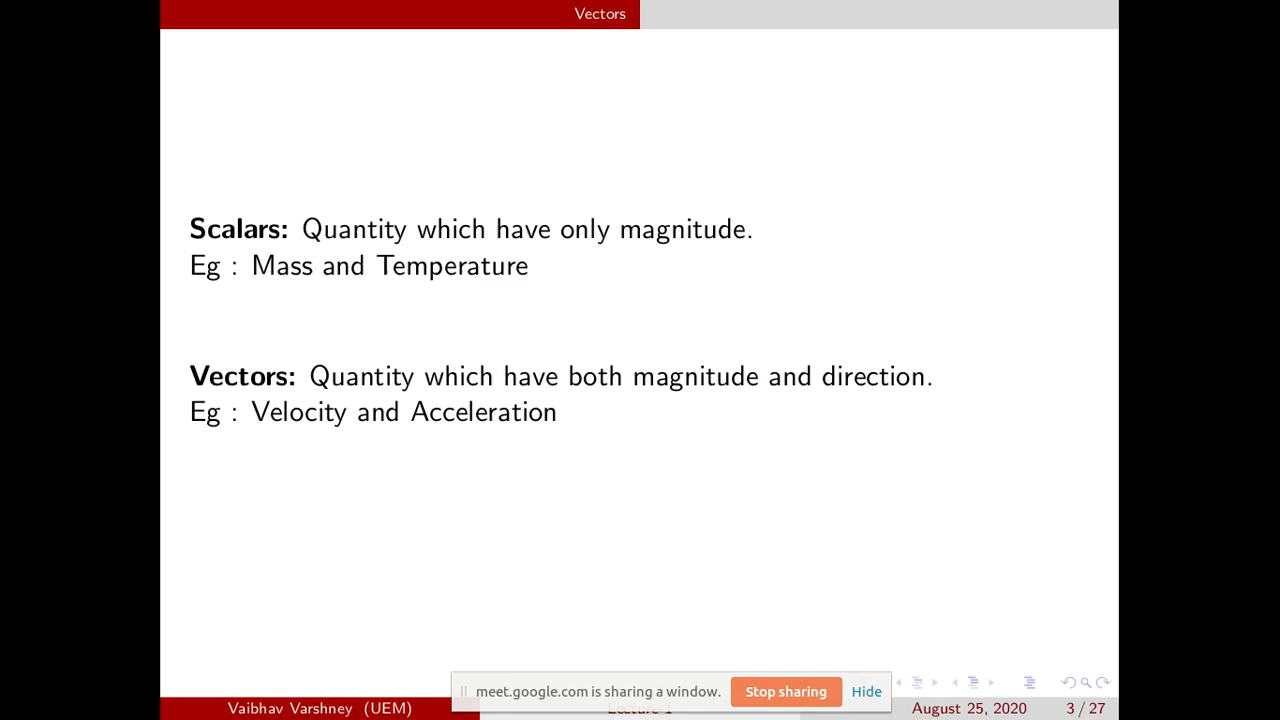 Vectors
Scalars: Quantity which have only magnitude.
Eg : Mass and Temperature
Vectors: Quantity which have both magnitude and direction.
Eg : Velocity and Acceleration
meet.google.com is sharing a window. Stop sharing Hide
Vaibhav Varshney (UEM) Lecture 1 August 25, 2020 3 / 27